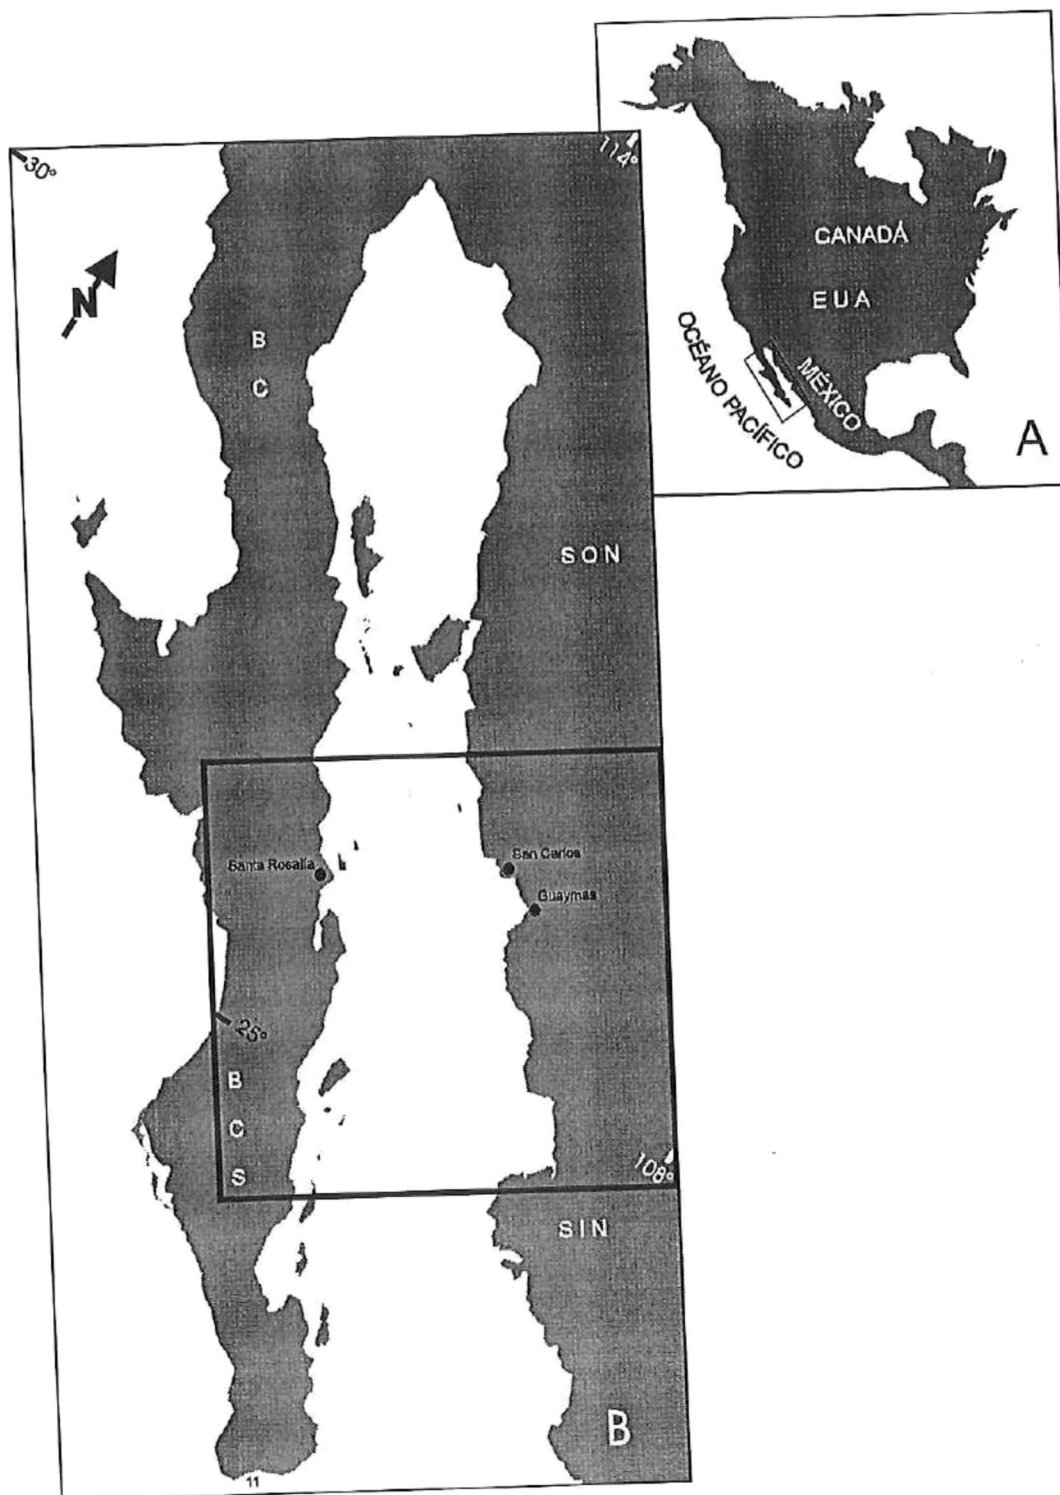 30°
114°
N
B
C
SON
Santa Rosalía
San Carlos
Guaymas
25°
B
C
S
108°
SIN
B
11
CANADÁ
EUA
MÉXICO
OCÉANO PACÍFICO
A